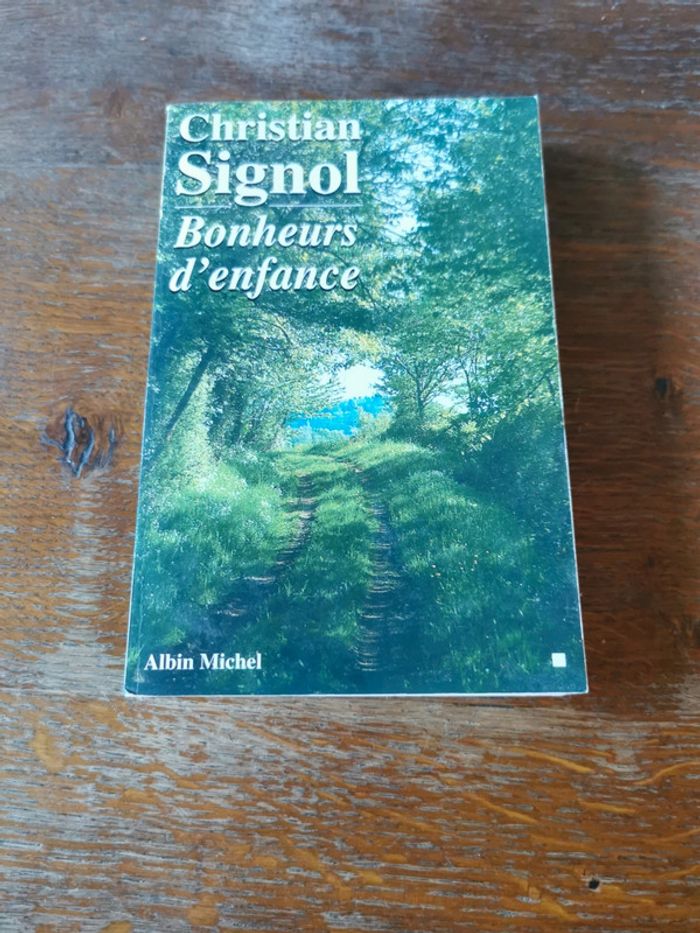 Christian
Signol
Bonheurs
d'enfance
Albin Michel